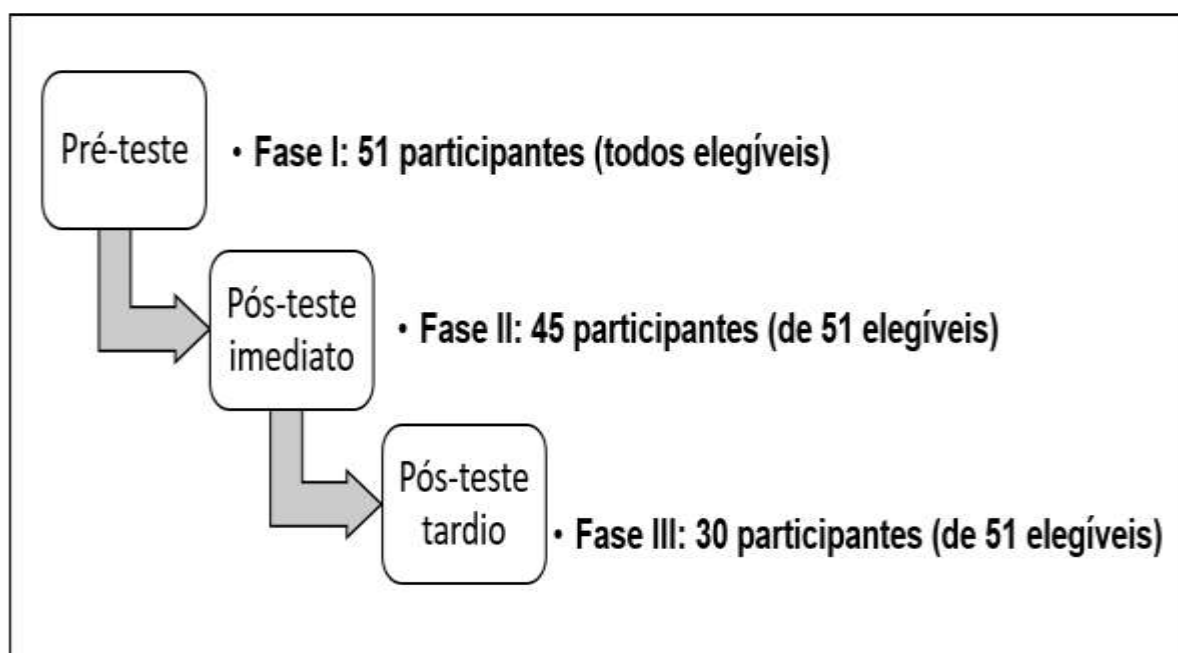 Pré-teste
• Fase I: 51 participantes (todos elegíveis)
Pós-teste
imediato
• Fase II: 45 participantes (de 51 elegíveis)
Pós-teste
tardio
• Fase III: 30 participantes (de 51 elegíveis)